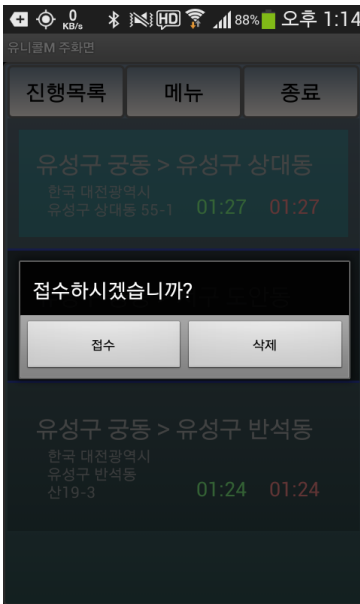 0 KB/s HD 88% 오후 1:14
유니콜M 주화면
진행목록 메뉴 종료
유성구 궁동 > 유성구 상대동
한국 대전광역시
유성구 상대동 55-1 01:27 01:27
접수하시겠습니까?
접수 삭제
유성구 궁동 > 유성구 반석동
한국 대전광역시
유성구 반석동
산19-3 01:24 01:24